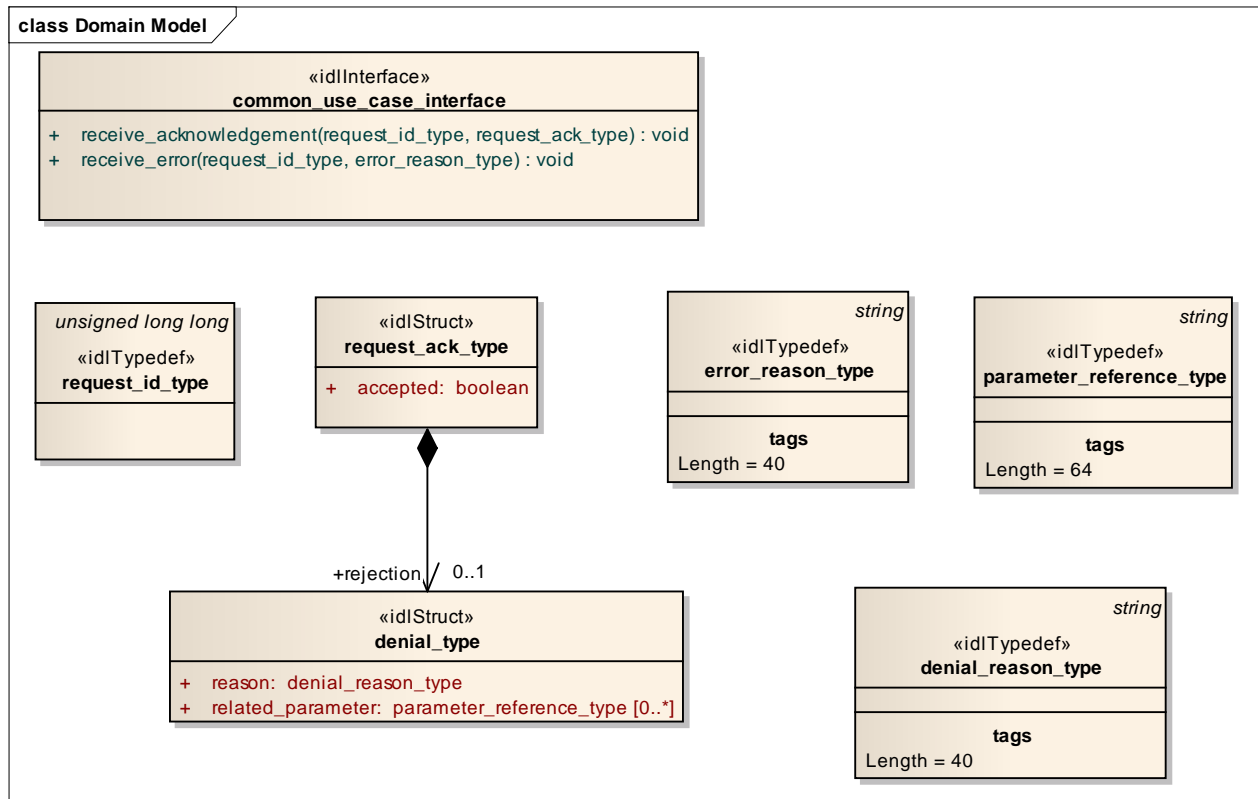 class Domain Model
«idlInterface»
common_use_case_interface
+ receive_acknowledgement(request_id_type, request_ack_type) : void
+ receive_error(request_id_type, error_reason_type) : void
unsigned long long
«idlTypedef»
request_id_type
«idlStruct»
request_ack_type
+ accepted: boolean
string
«idlTypedef»
error_reason_type
tags
Length = 40
string
«idlTypedef»
parameter_reference_type
tags
Length = 64
+rejection 0..1
«idlStruct»
denial_type
+ reason: denial_reason_type
+ related_parameter: parameter_reference_type [0..*]
string
«idlTypedef»
denial_reason_type
tags
Length = 40